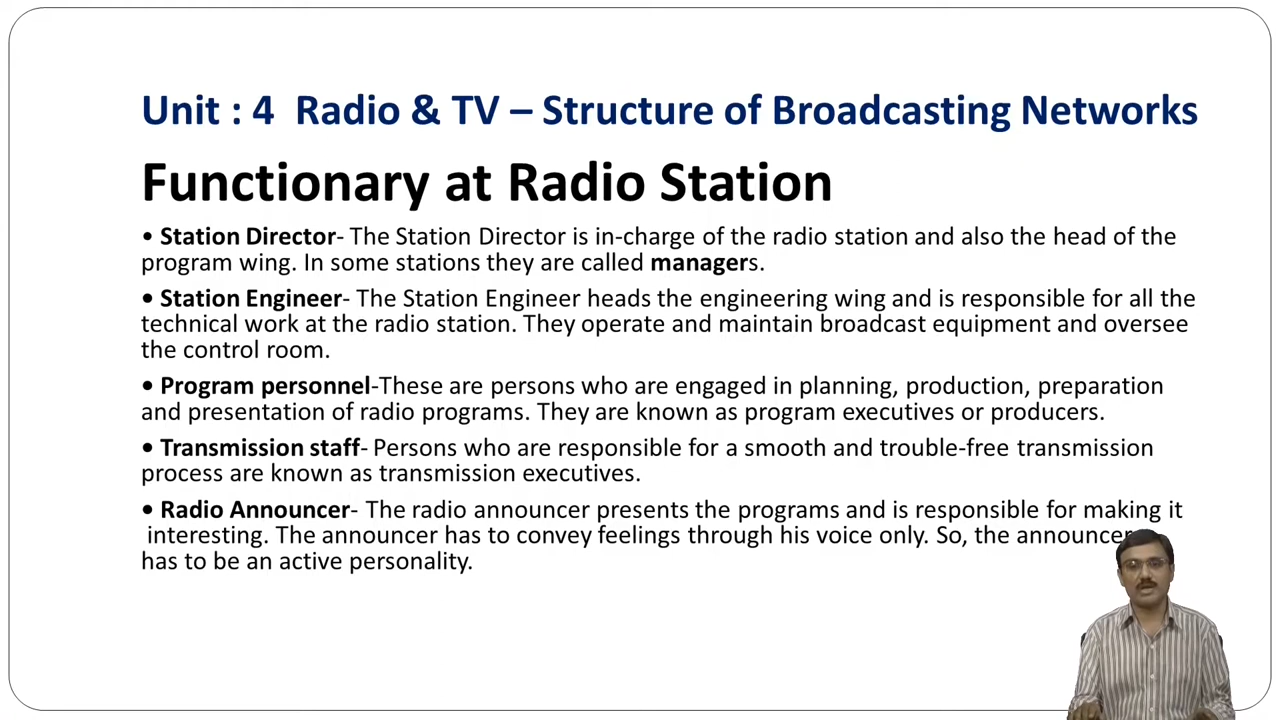 Unit : 4 Radio & TV – Structure of Broadcasting Networks
Functionary at Radio Station
• Station Director- The Station Director is in-charge of the radio station and also the head of the
program wing. In some stations they are called managers.
• Station Engineer- The Station Engineer heads the engineering wing and is responsible for all the
technical work at the radio station. They operate and maintain broadcast equipment and oversee
the control room.
• Program personnel-These are persons who are engaged in planning, production, preparation
and presentation of radio programs. They are known as program executives or producers.
• Transmission staff- Persons who are responsible for a smooth and trouble-free transmission
process are known as transmission executives.
• Radio Announcer- The radio announcer presents the programs and is responsible for making it
interesting. The announcer has to convey feelings through his voice only. So, the announcer
has to be an active personality.